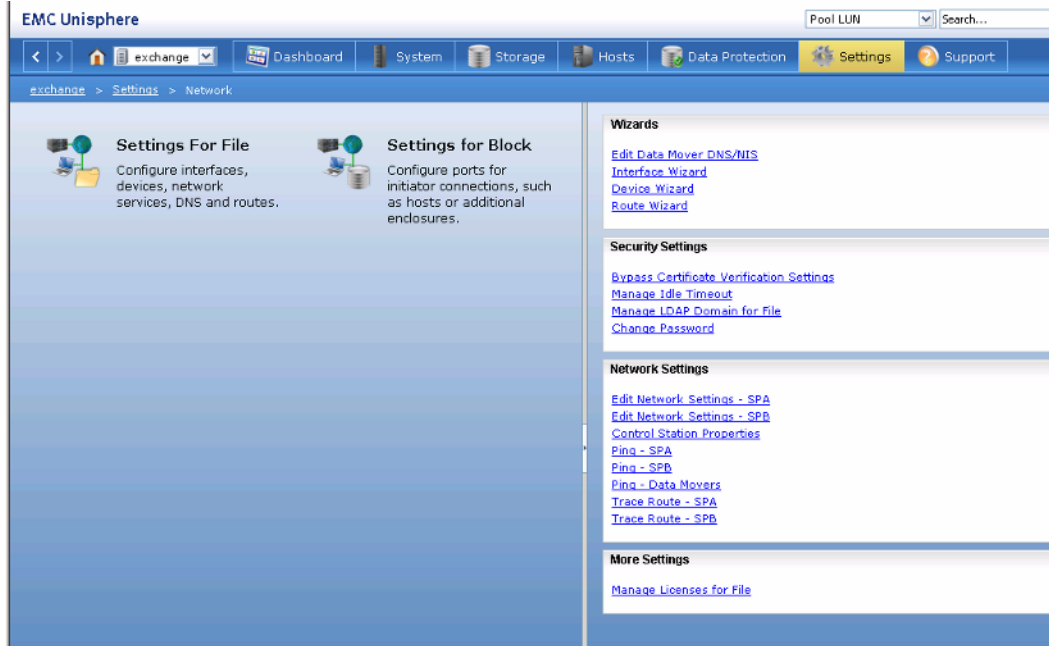 EMC Unisphere
Pool LUN
Search...
exchange
Dashboard
System
Storage
Hosts
Data Protection
Settings
Support
exchange > Settings > Network
Settings For File
Configure interfaces,
devices, network
services, DNS and routes.
Settings for Block
Configure ports for
initiator connections, such
as hosts or additional
enclosures.
Wizards
Edit Data Mover DNS/NIS
Interface Wizard
Device Wizard
Route Wizard
Security Settings
Bypass Certificate Verification Settings
Manage Idle Timeout
Manage LDAP Domain for File
Change Password
Network Settings
Edit Network Settings - SPA
Edit Network Settings - SPB
Control Station Properties
Ping - SPA
Ping - SPB
Ping - Data Movers
Trace Route - SPA
Trace Route - SPB
More Settings
Manage Licenses for File